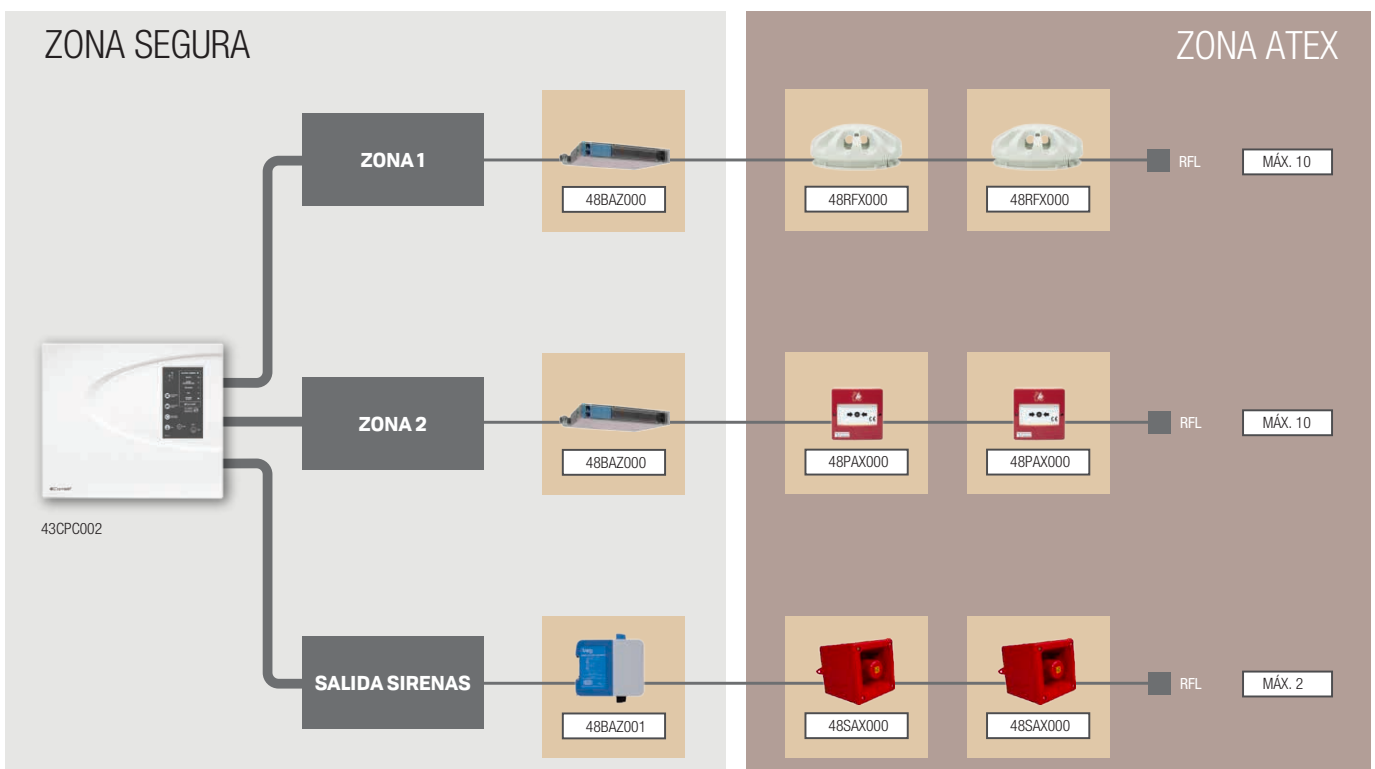 ZONA SEGURA
ZONA ATEX
ZONA 1
48BAZ000
48RFX000
48RFX000
RFL
MÁX. 10
ZONA 2
48BAZ000
48PAX000
48PAX000
RFL
MÁX. 10
43CPC002
SALIDA SIRENAS
48BAZ001
48SAX000
48SAX000
RFL
MÁX. 2